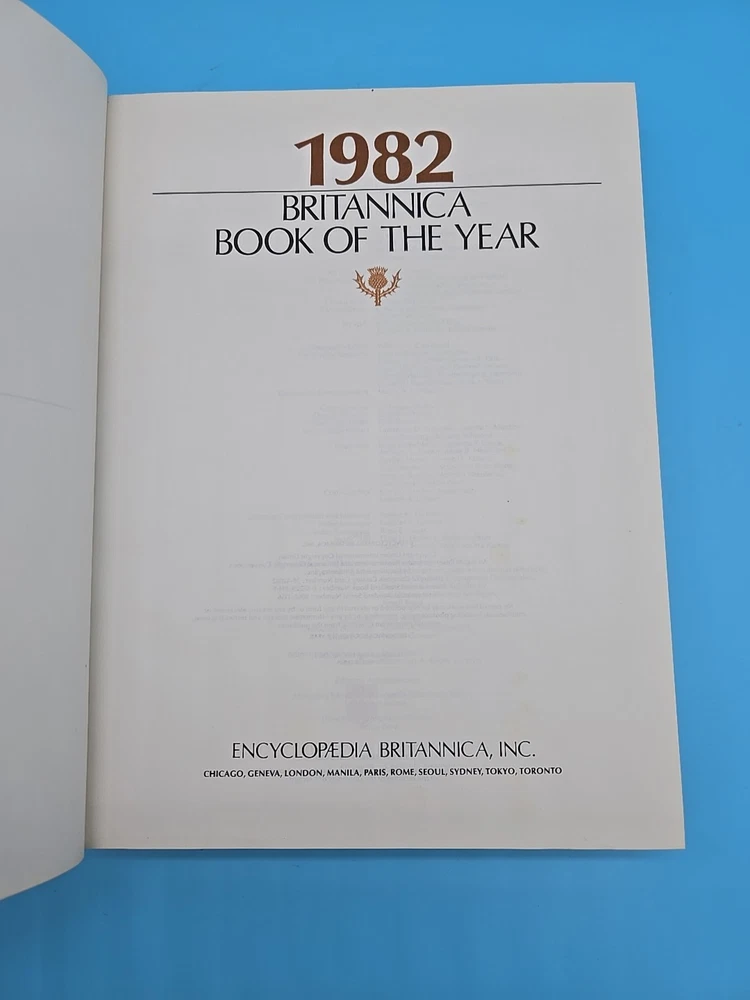 1982
BRITANNICA
BOOK OF THE YEAR
ENCYCLOPÆDIA BRITANNICA, INC.
CHICAGO, GENEVA, LONDON, MANILA, PARIS, ROME, SEOUL, SYDNEY, TOKYO, TORONTO